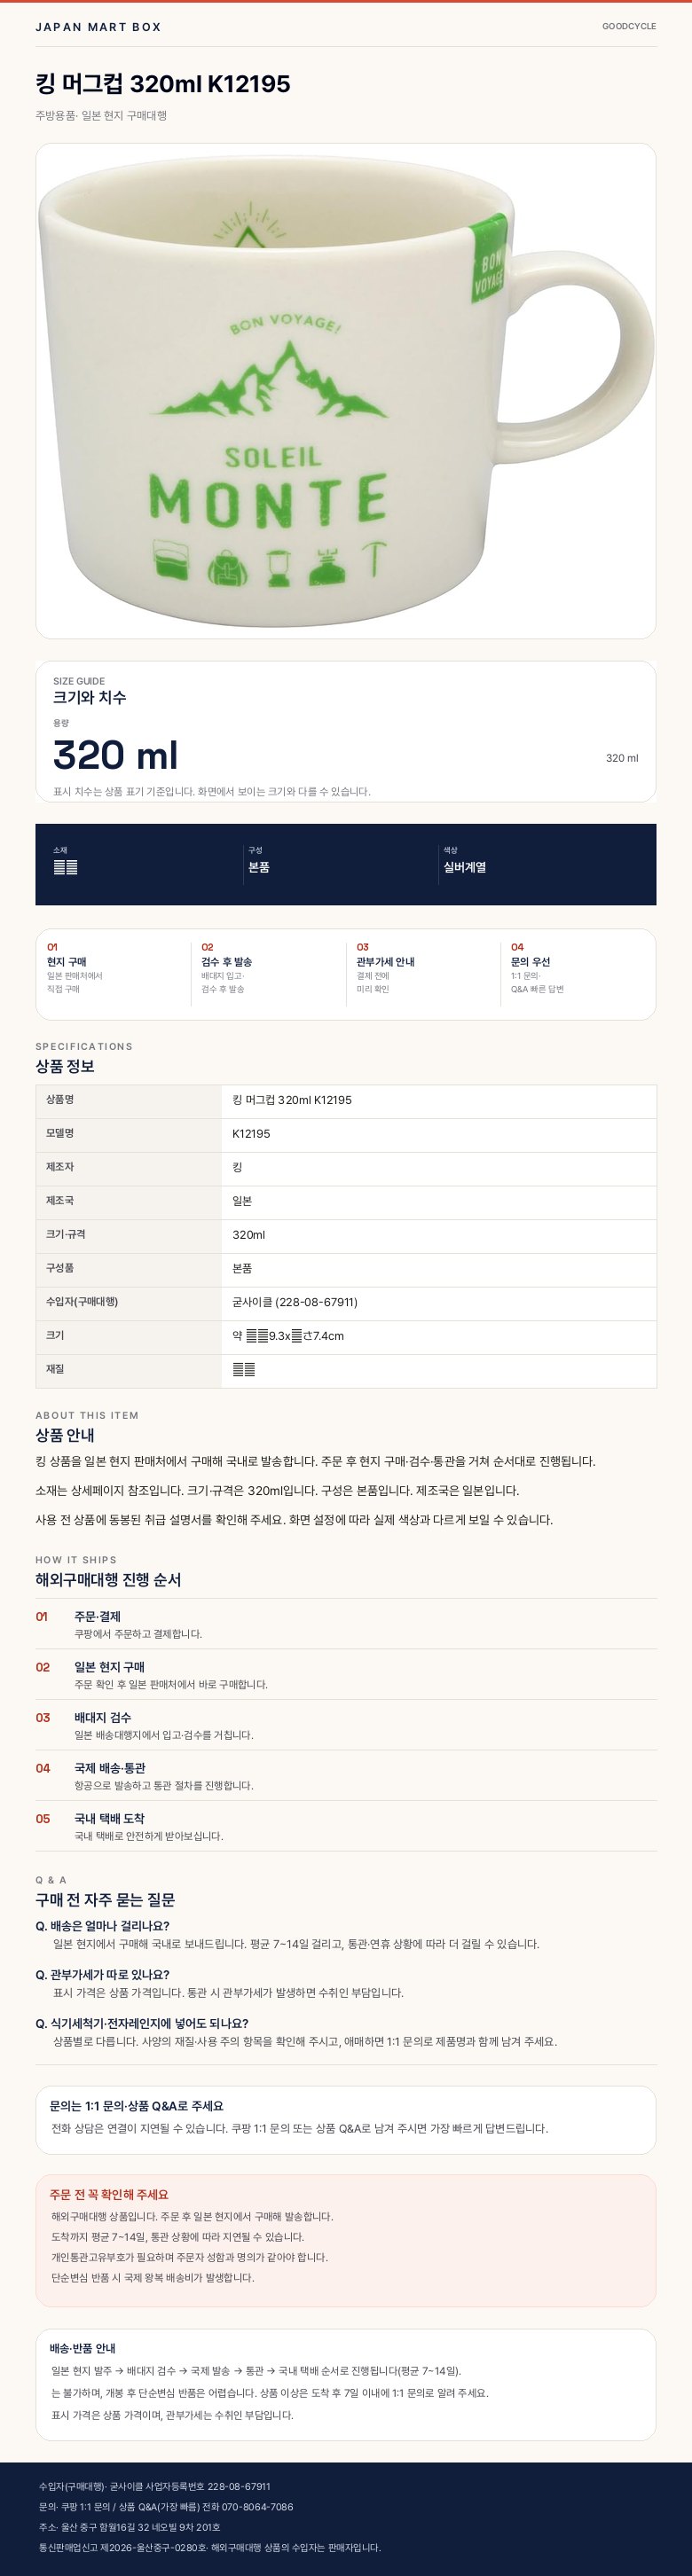 JAPAN MART BOX
GOODCYCLE
킹 머그컵 320ml K12195
주방용품· 일본 현지 구매대행
BON VOYAGE!
SOLEIL
MONTE
BON
VOYAGE
SIZE GUIDE
크기와 치수
용량
320 ml
320 ml
표시 치수는 상품 표기 기준입니다. 화면에서 보이는 크기와 다를 수 있습니다.
소재
구성
본품
색상
실버계열
01
현지 구매
일본 판매처에서
직접 구매
02
검수 후 발송
배대지 입고·
검수 후 발송
03
관부가세 안내
결제 전에
미리 확인
04
문의 우선
1:1 문의·
Q&A 빠른 답변
SPECIFICATIONS
상품 정보
상품명 킹 머그컵 320ml K12195
모델명 K12195
제조자 킹
제조국 일본
크기·규격 320ml
구성품 본품
수입자(구매대행) 굳사이클 (228-08-67911)
크기 약 9.3x さ7.4cm
재질
ABOUT THIS ITEM
상품 안내
킹 상품을 일본 현지 판매처에서 구매해 국내로 발송합니다. 주문 후 현지 구매·검수·통관을 거쳐 순서대로 진행됩니다.
소재는 상세페이지 참조입니다. 크기·규격은 320ml입니다. 구성은 본품입니다. 제조국은 일본입니다.
사용 전 상품에 동봉된 취급 설명서를 확인해 주세요. 화면 설정에 따라 실제 색상과 다르게 보일 수 있습니다.
HOW IT SHIPS
해외구매대행 진행 순서
01 주문·결제
쿠팡에서 주문하고 결제합니다.
02 일본 현지 구매
주문 확인 후 일본 판매처에서 바로 구매합니다.
03 배대지 검수
일본 배송대행지에서 입고·검수를 거칩니다.
04 국제 배송·통관
항공으로 발송하고 통관 절차를 진행합니다.
05 국내 택배 도착
국내 택배로 안전하게 받아보십니다.
Q & A
구매 전 자주 묻는 질문
Q. 배송은 얼마나 걸리나요?
일본 현지에서 구매해 국내로 보내드립니다. 평균 7~14일 걸리고, 통관·연휴 상황에 따라 더 걸릴 수 있습니다.
Q. 관부가세가 따로 있나요?
표시 가격은 상품 가격입니다. 통관 시 관부가세가 발생하면 수취인 부담입니다.
Q. 식기세척기·전자레인지에 넣어도 되나요?
상품별로 다릅니다. 사양의 재질·사용 주의 항목을 확인해 주시고, 애매하면 1:1 문의로 제품명과 함께 남겨 주세요.
문의는 1:1 문의·상품 Q&A로 주세요
전화 상담은 연결이 지연될 수 있습니다. 쿠팡 1:1 문의 또는 상품 Q&A로 남겨 주시면 가장 빠르게 답변드립니다.
주문 전 꼭 확인해 주세요
해외구매대행 상품입니다. 주문 후 일본 현지에서 구매해 발송합니다.
도착까지 평균 7~14일, 통관 상황에 따라 지연될 수 있습니다.
개인통관고유부호가 필요하며 주문자 성함과 명의가 같아야 합니다.
단순변심 반품 시 국제 왕복 배송비가 발생합니다.
배송·반품 안내
일본 현지 발주 → 배대지 검수 → 국제 발송 → 통관 → 국내 택배 순서로 진행됩니다(평균 7~14일).
는 불가하며, 개봉 후 단순변심 반품은 어렵습니다. 상품 이상은 도착 후 7일 이내에 1:1 문의로 알려 주세요.
표시 가격은 상품 가격이며, 관부가세는 수취인 부담입니다.
수입자(구매대행)· 굳사이클 사업자등록번호 228-08-67911
문의· 쿠팡 1:1 문의 / 상품 Q&A(가장 빠름) 전화 070-8064-7086
주소· 울산 중구 함월16길 32 네오빌 9차 201호
통신판매업신고 제2026-울산중구-0280호· 해외구매대행 상품의 수입자는 판매자입니다.